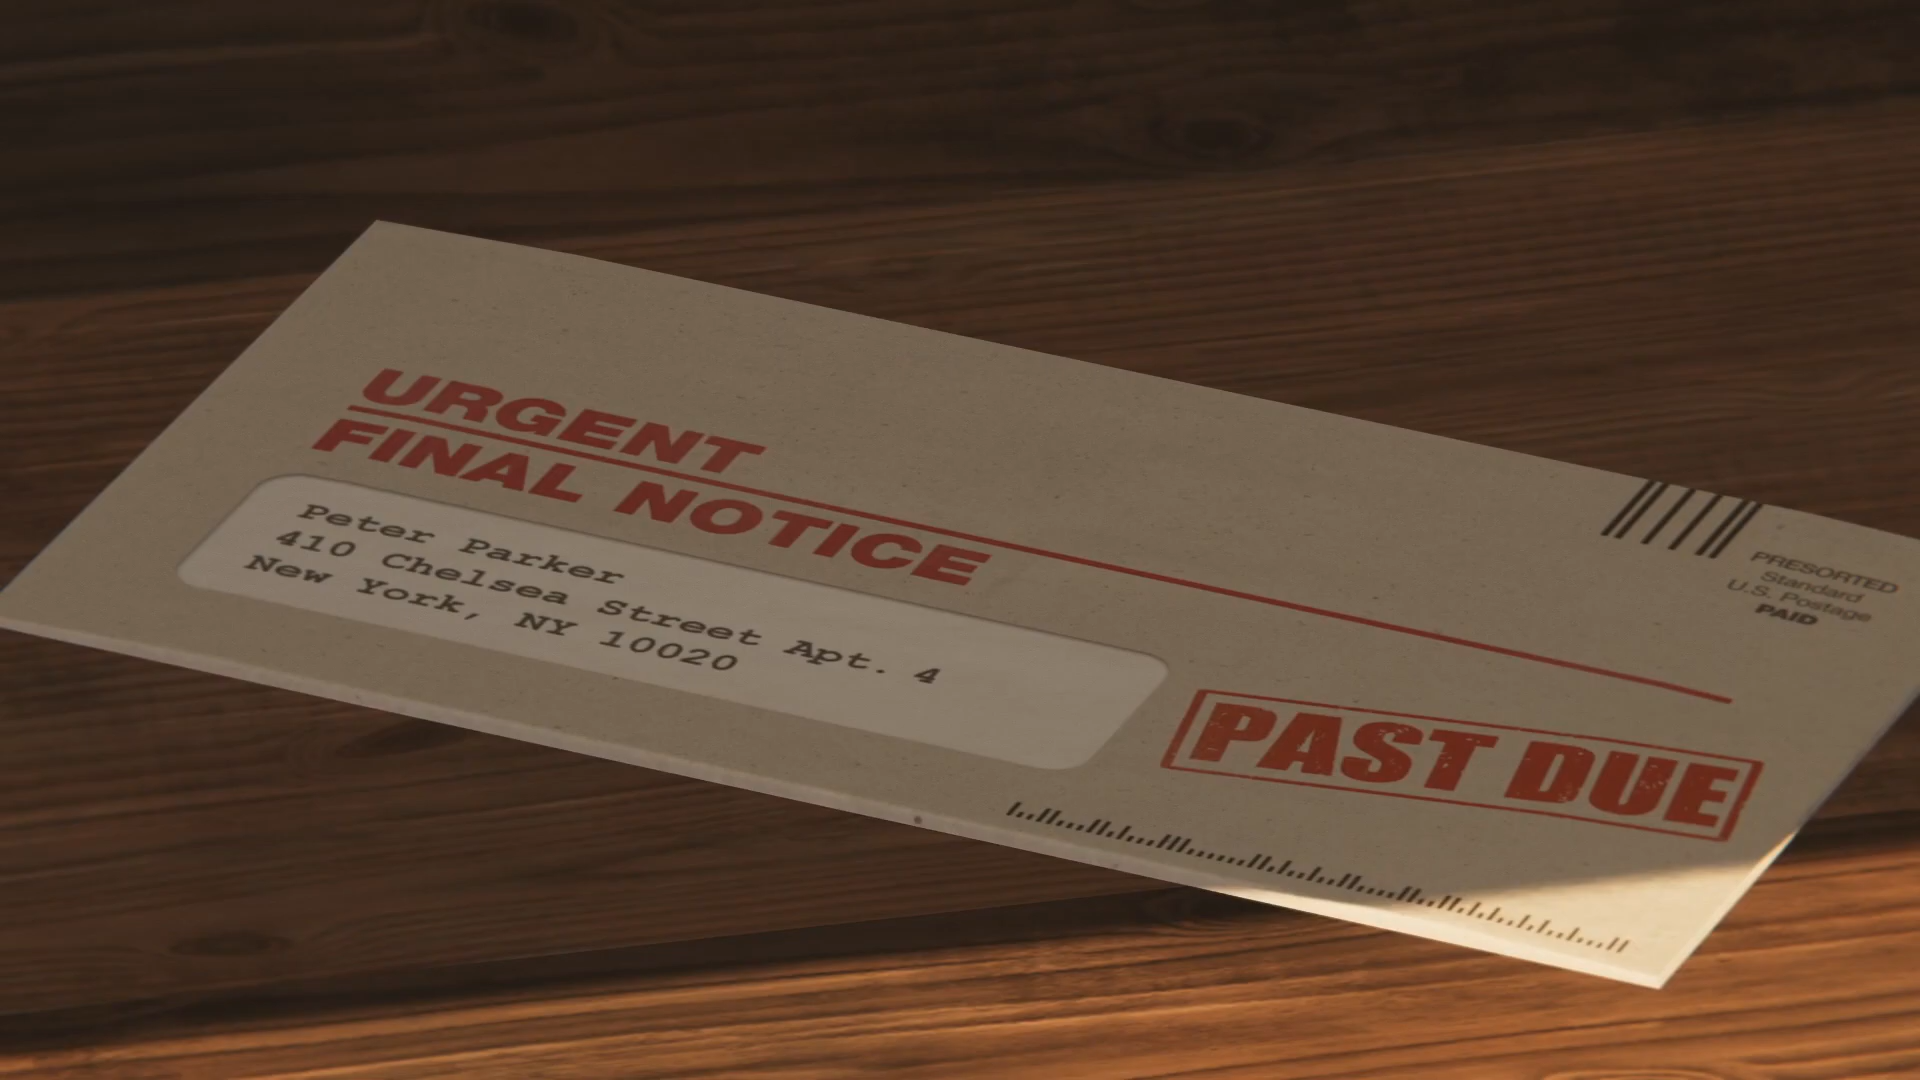 URGENT
FINAL NOTICE
Peter Parker
410 Chelsea Street Apt. 4
New York, NY 10020
PRESORTED
Standard
U.S. Postage
PAID
PAST DUE